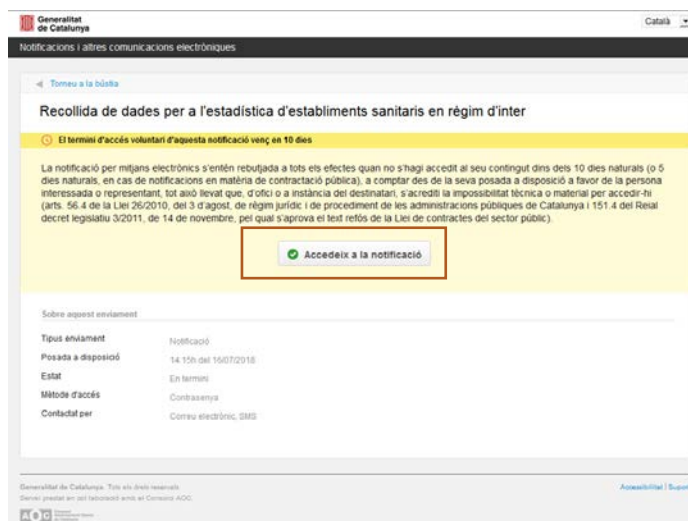 Generalitat
de Catalunya
Català
Notificacions i altres comunicacions electròniques
Torneu a la bústia
Recollida de dades per a l'estadística d'establiments sanitaris en règim d'inter
El termini d'accés voluntari d'aquesta notificació venç en 10 dies
La notificació per mitjans electrònics s'entén rebutjada a tots els efectes quan no s'hagi accedit al seu contingut dins dels 10 dies naturals (o 5
dies naturals, en cas de notificacions en matèria de contractació pública), a comptar des de la seva posada a disposició a favor de la persona
interessada o representant, tot això llevat que, d'ofici o a instància del destinatari, s'acrediti la impossibilitat tècnica o material per accedir-hi
(arts. 56.4 de la Llei 26/2010, del 3 d'agost, de règim jurídic i de procediment de les administracions públiques de Catalunya i 151.4 del Reial
decret legislatiu 3/2011, de 14 de novembre, pel qual s'aprova el text refós de la Llei de contractes del sector públic).
Accedeix a la notificació
Sobre aquest enviament
Tipus enviament Notificació
Posada a disposició 14:15h del 16/07/2018
Estat En termini
Mètode d'accés Contrasenya
Contactat per Correu electrònic, SMS
Generalitat de Catalunya. Tots els drets reservats.
Accessibilitat | Supor
Servei prestat en col·laboració amb el Consorci AOC.
AOC